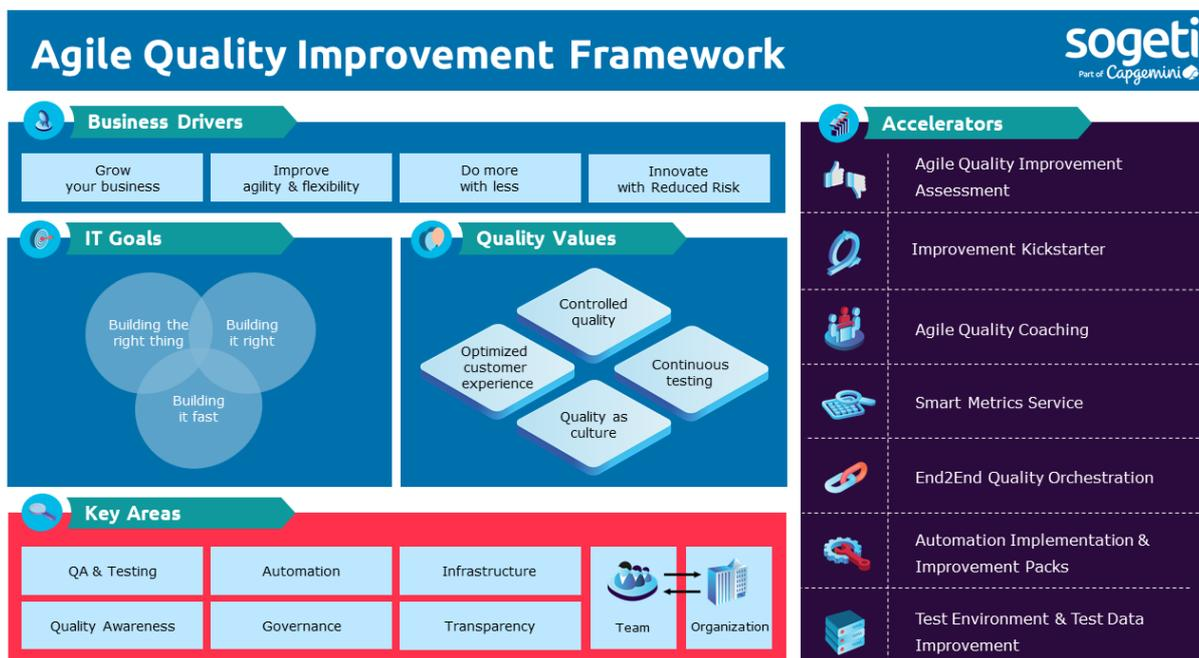 Agile Quality Improvement Framework
sogeti
Part of Capgemini
Business Drivers
Grow
your business
Improve
agility & flexibility
Do more
with less
Innovate
with Reduced Risk
IT Goals
Building the
right thing
Building
it right
Building
it fast
Quality Values
Controlled
quality
Optimized
customer
experience
Continuous
testing
Quality as
culture
Key Areas
QA & Testing
Automation
Infrastructure
Quality Awareness
Governance
Transparency
Team
Organization
Accelerators
Agile Quality Improvement
Assessment
Improvement Kickstarter
Agile Quality Coaching
Smart Metrics Service
End2End Quality Orchestration
Automation Implementation &
Improvement Packs
Test Environment & Test Data
Improvement